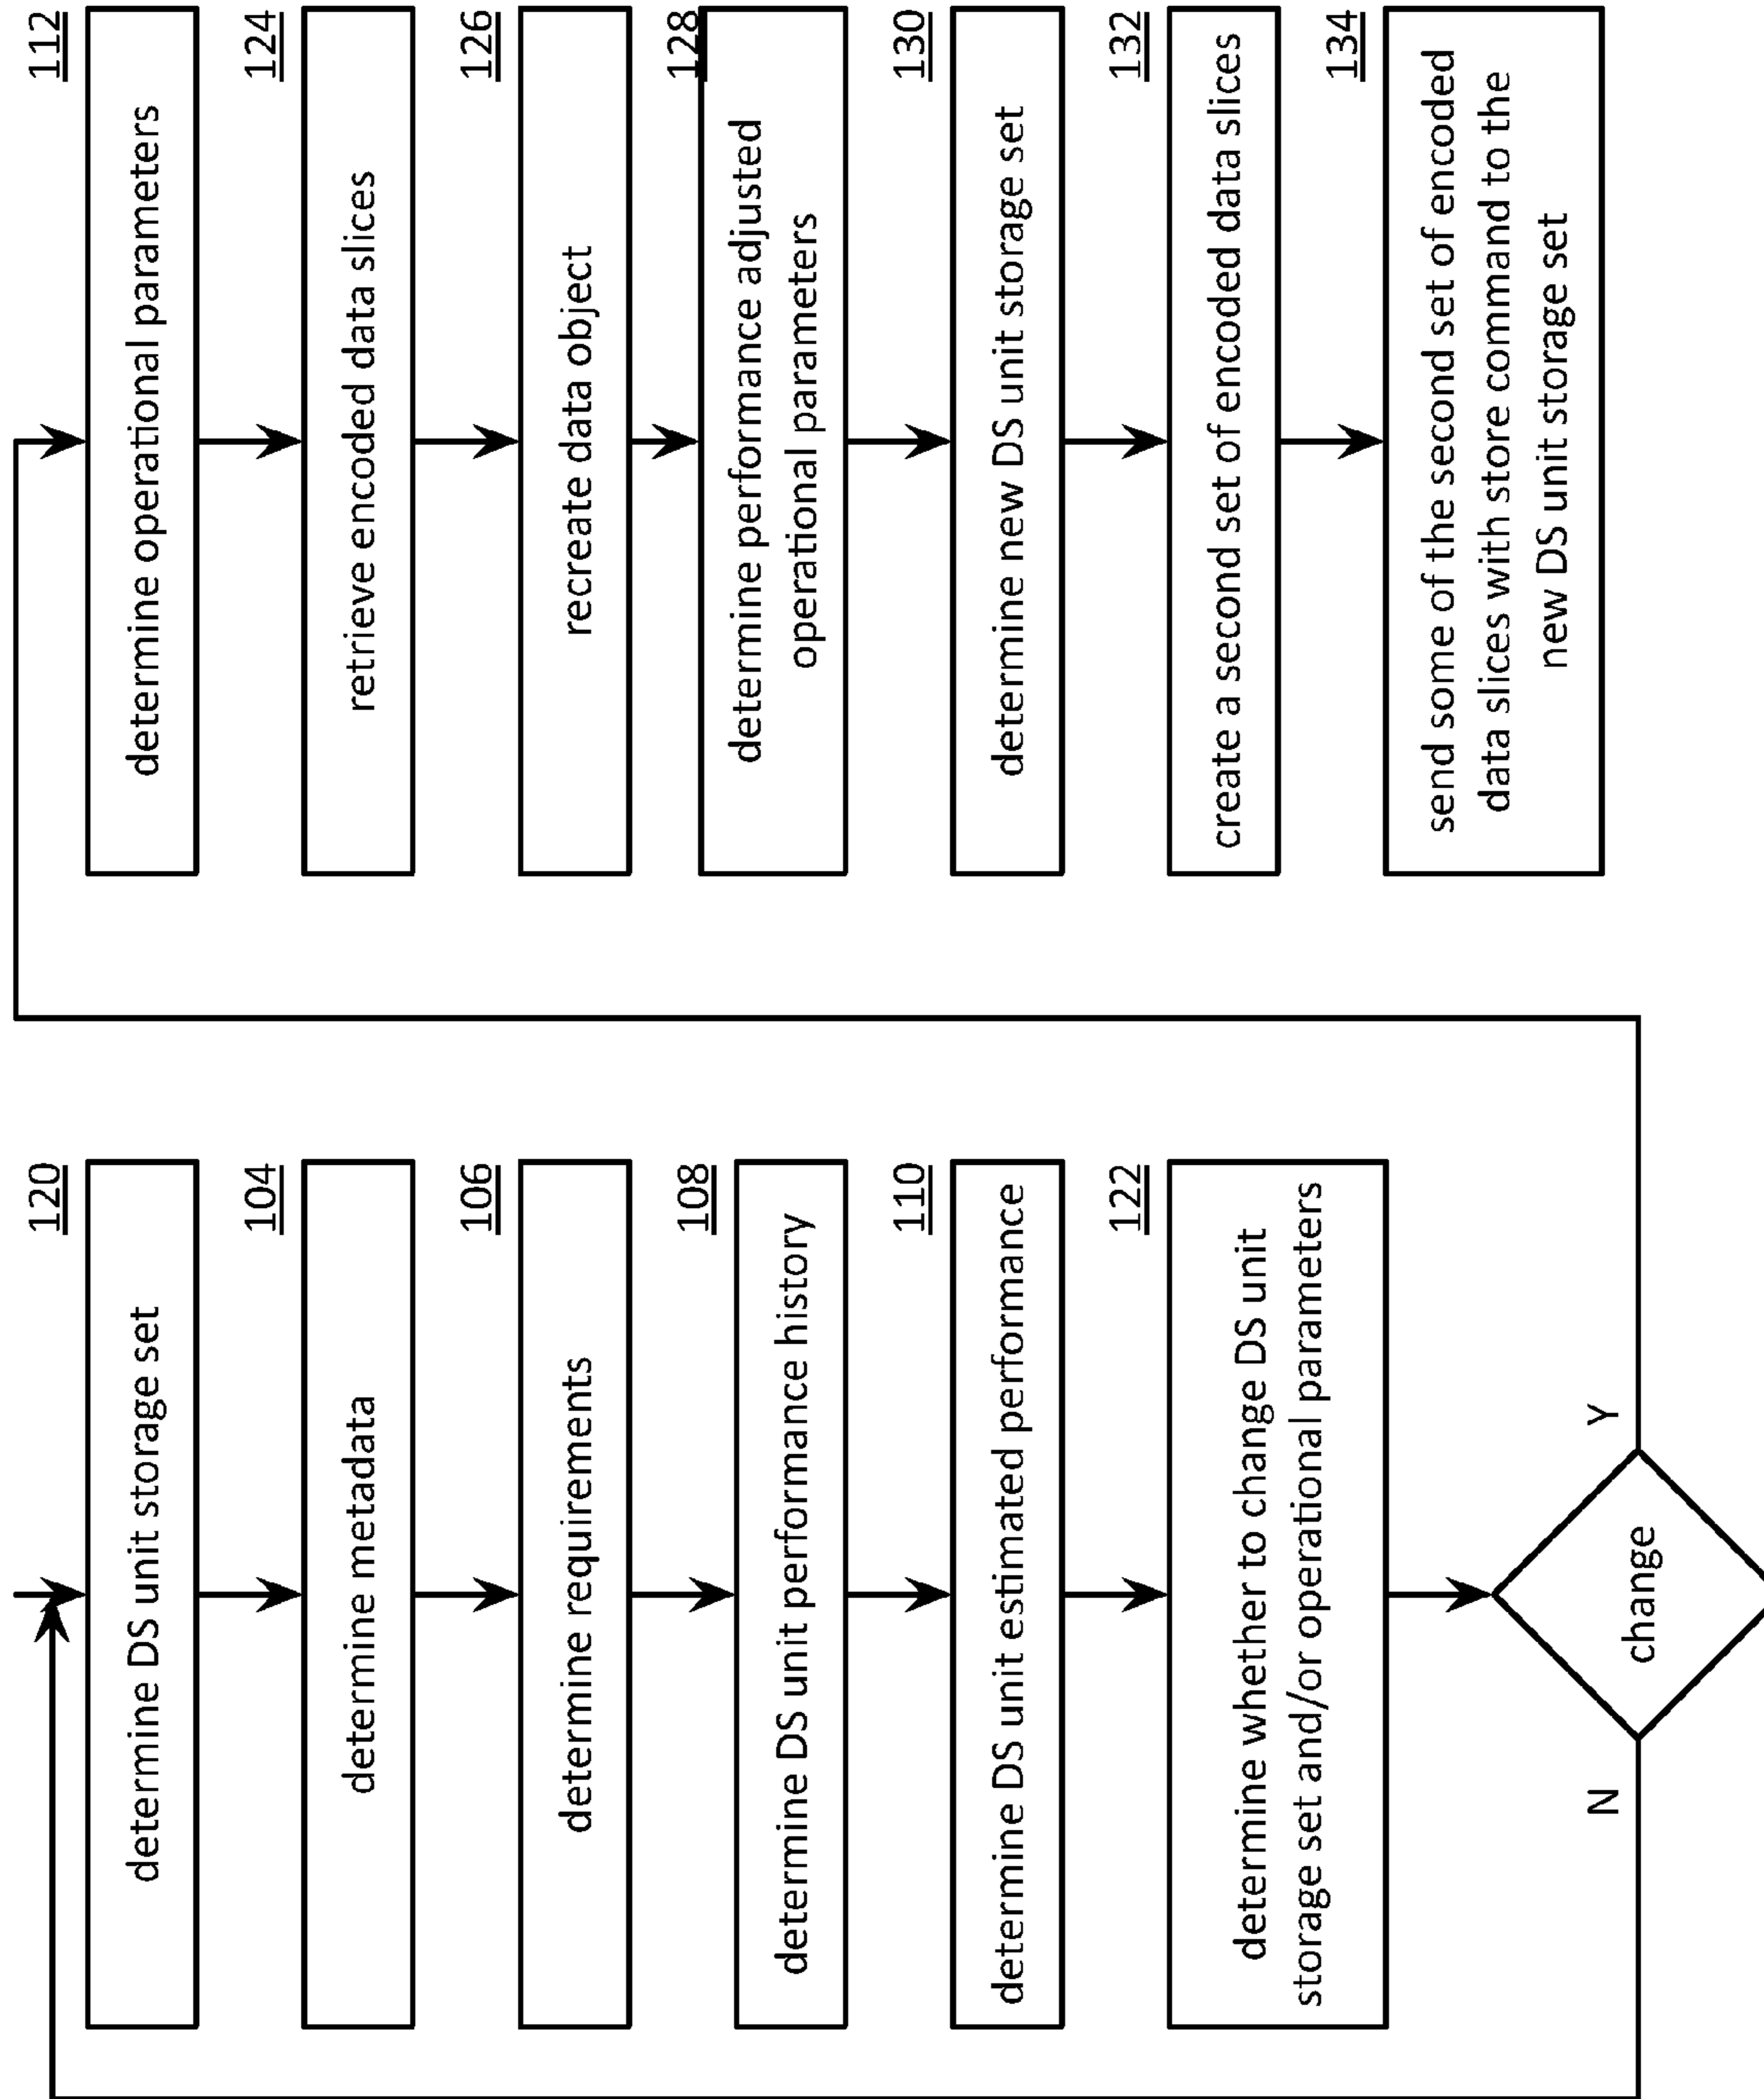 120
determine DS unit storage set
104
determine metadata
106
determine requirements
108
determine DS unit performance history
110
determine DS unit estimated performance
122
determine whether to change DS unit
storage set and/or operational parameters
change
N
Y
112
determine operational parameters
124
retrieve encoded data slices
126
recreate data object
128
determine performance adjusted
operational parameters
130
determine new DS unit storage set
132
create a second set of encoded data slices
134
send some of the second set of encoded
data slices with store command to the
new DS unit storage set